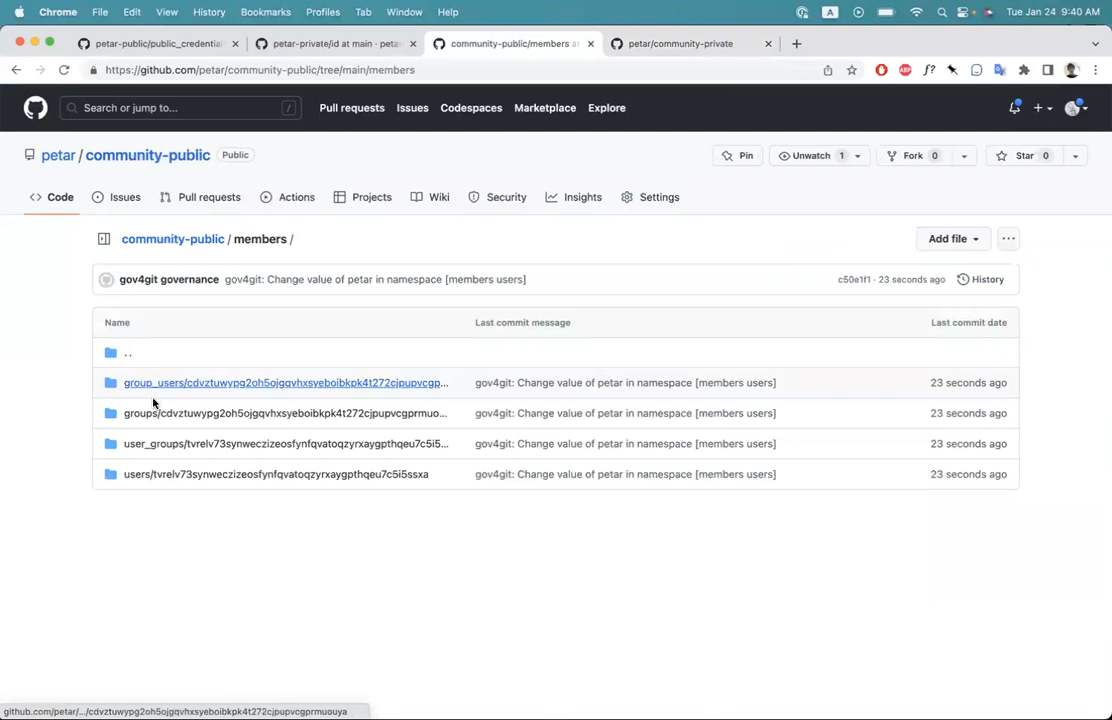 Chrome File Edit View History Bookmarks Profiles Tab Window Help A Tue Jan 24 9:40 AM
petar-public/public_credential petar-private/id at main · peta community-public/members a petar/community-private
https://github.com/petar/community-public/tree/main/members
Search or jump to... / Pull requests Issues Codespaces Marketplace Explore
petar / community-public Public Pin Unwatch 1 Fork 0 Star 0
Code Issues Pull requests Actions Projects Wiki Security Insights Settings
community-public / members / Add file ...
gov4git governance gov4git: Change value of petar in namespace [members users] c50e1f1 · 23 seconds ago History
Name Last commit message Last commit date
..
group_users/cdvztuwypg2oh5ojgqvhxsyeboibkpk4t272cjpupvcgp... gov4git: Change value of petar in namespace [members users] 23 seconds ago
groups/cdvztuwypg2oh5ojgqvhxsyeboibkpk4t272cjpupvcgprmuo... gov4git: Change value of petar in namespace [members users] 23 seconds ago
user_groups/tvrelv73synweczizeosfynfqvatoqzyrxaygpthqeu7c5i5... gov4git: Change value of petar in namespace [members users] 23 seconds ago
users/tvrelv73synweczizeosfynfqvatoqzyrxaygpthqeu7c5i5ssxa gov4git: Change value of petar in namespace [members users] 23 seconds ago
github.com/petar/.../cdvztuwypg2oh5ojgqvhxsyeboibkpk4t272cjpupvcgprmuouya